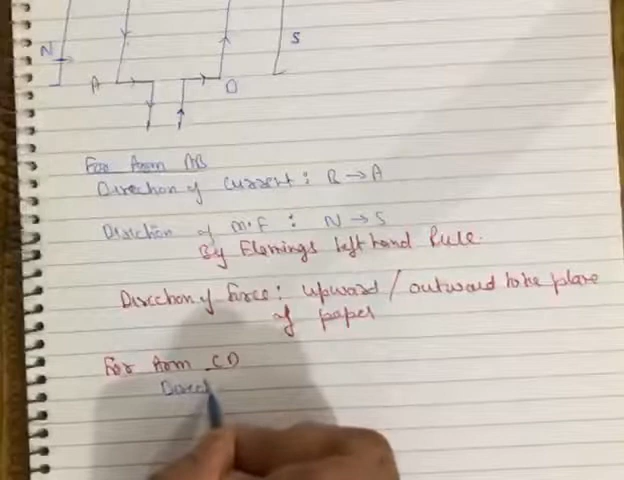 N
S
A
D
For Arm AB
Direction of current : B → A
Direction of M.F : N → S
By Flemings left hand Rule.
Direction of force : upward / outward to the plane
of paper
For Arm CD
Direct